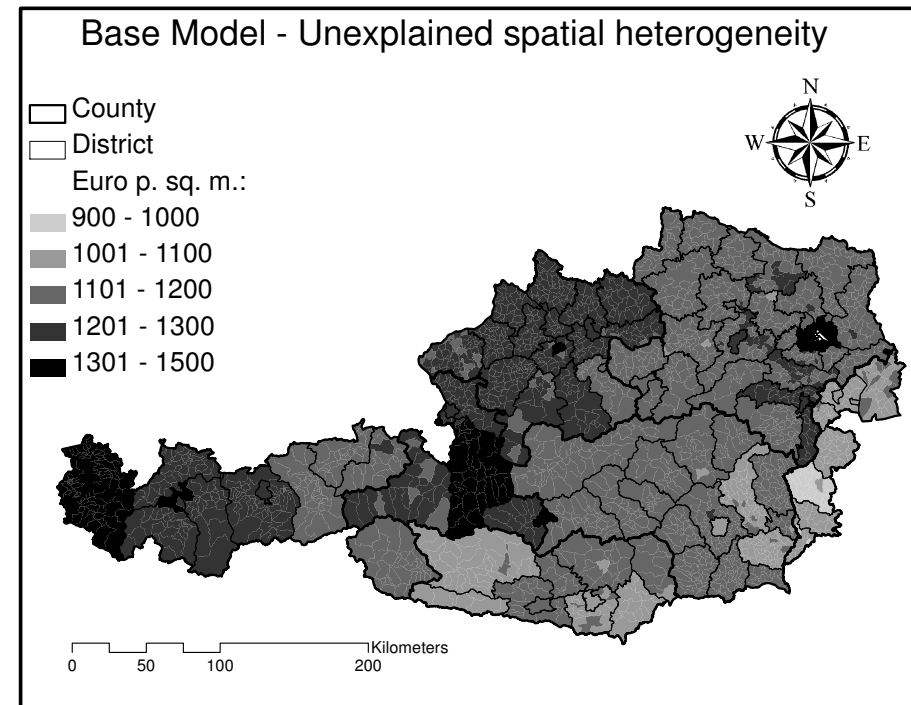 Base Model - Unexplained spatial heterogeneity
County
District
Euro p. sq. m.:
900 - 1000
1001 - 1100
1101 - 1200
1201 - 1300
1301 - 1500
N
W E
S
Kilometers
0 50 100 200